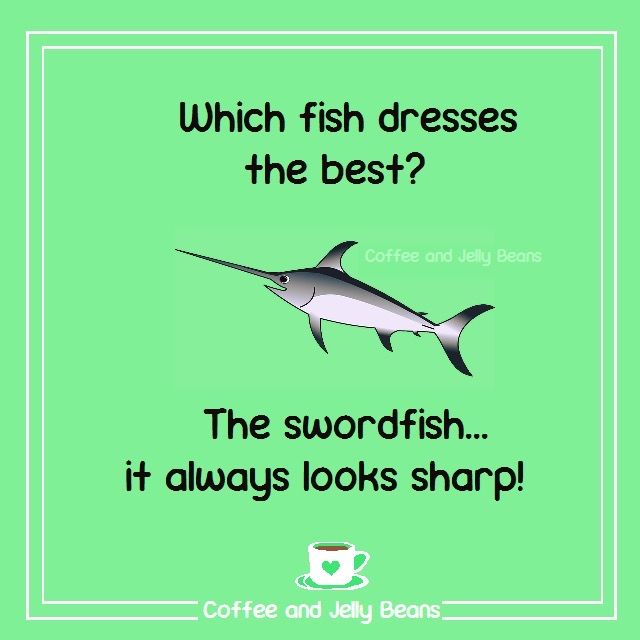 Which fish dresses
the best?
Coffee and Jelly Beans
The swordfish...
it always looks sharp!
Coffee and Jelly Beans